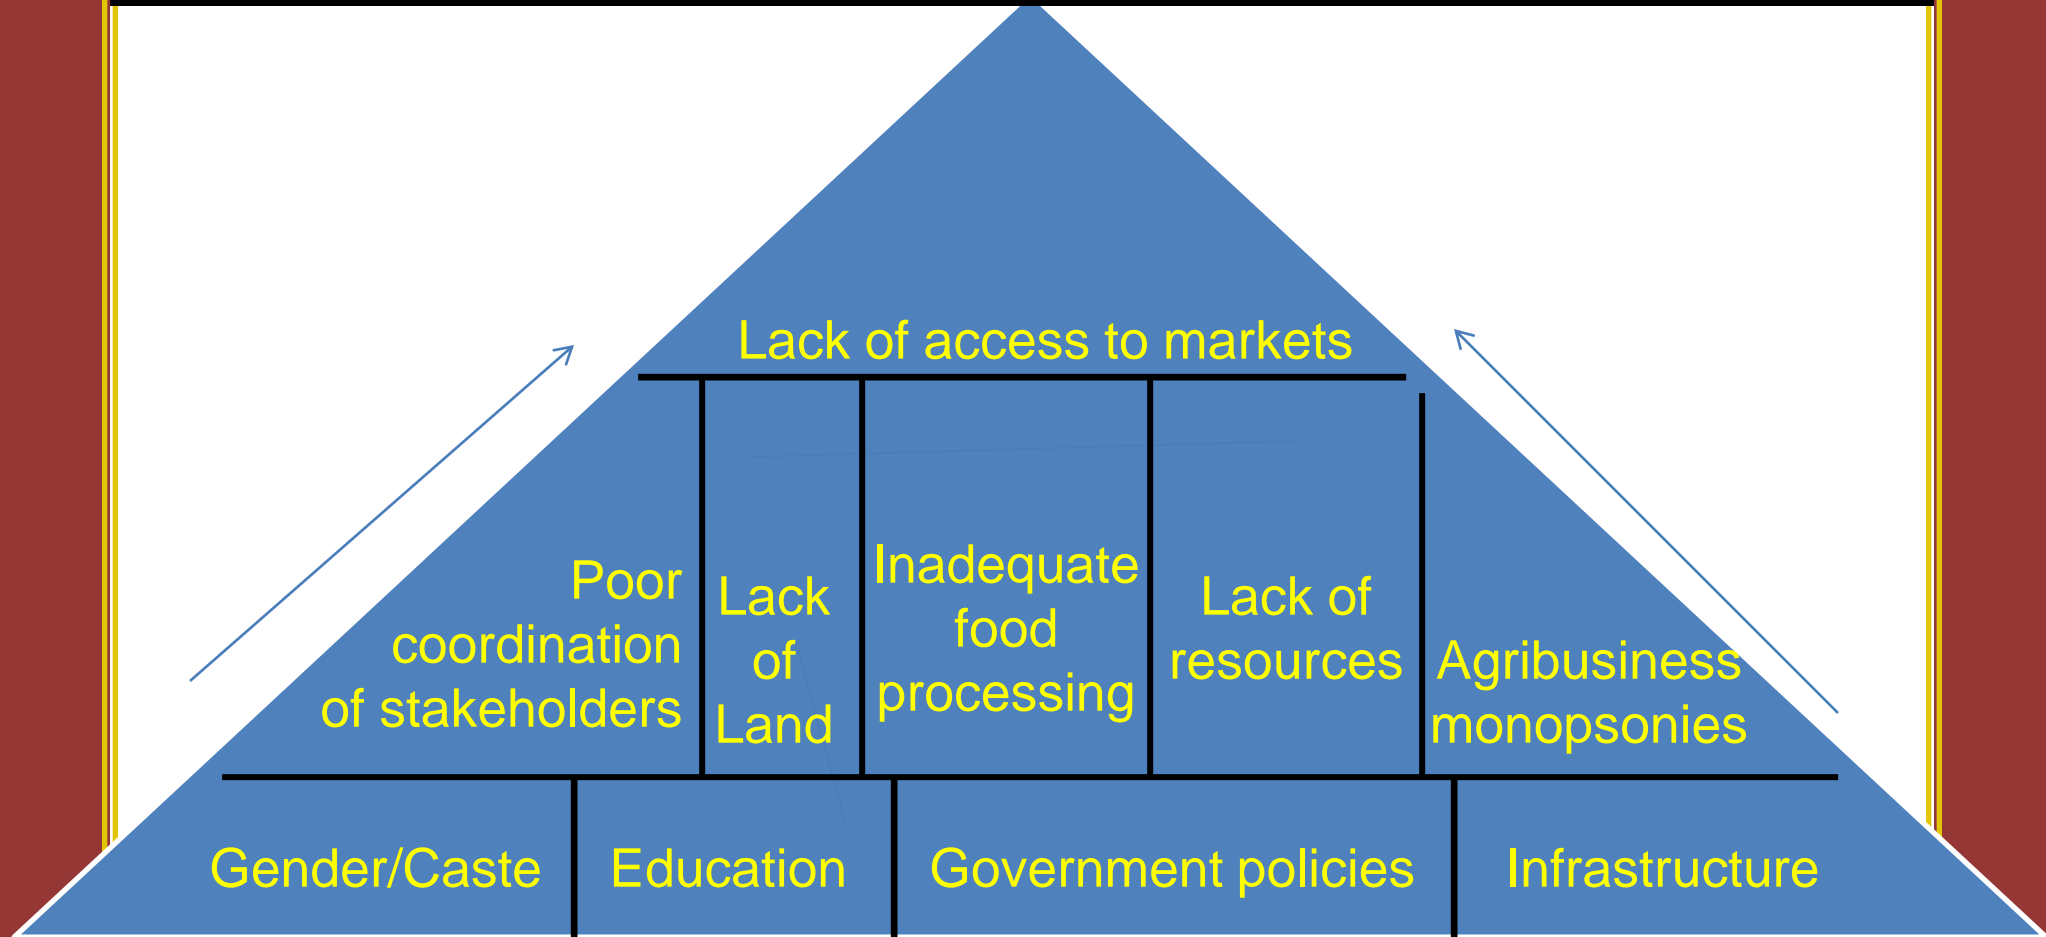 Lack of access to markets
Poor
coordination
of stakeholders
Lack
of
Land
Inadequate
food
processing
Lack of
resources
Agribusiness
monopsonies
Gender/Caste
Education
Government policies
Infrastructure